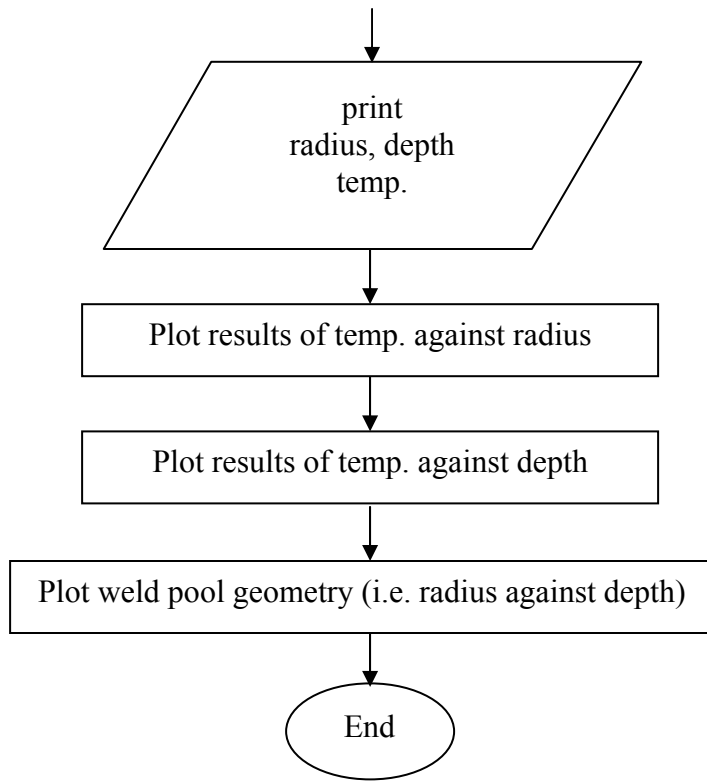 print
radius, depth
temp.
Plot results of temp. against radius
Plot results of temp. against depth
Plot weld pool geometry (i.e. radius against depth)
End